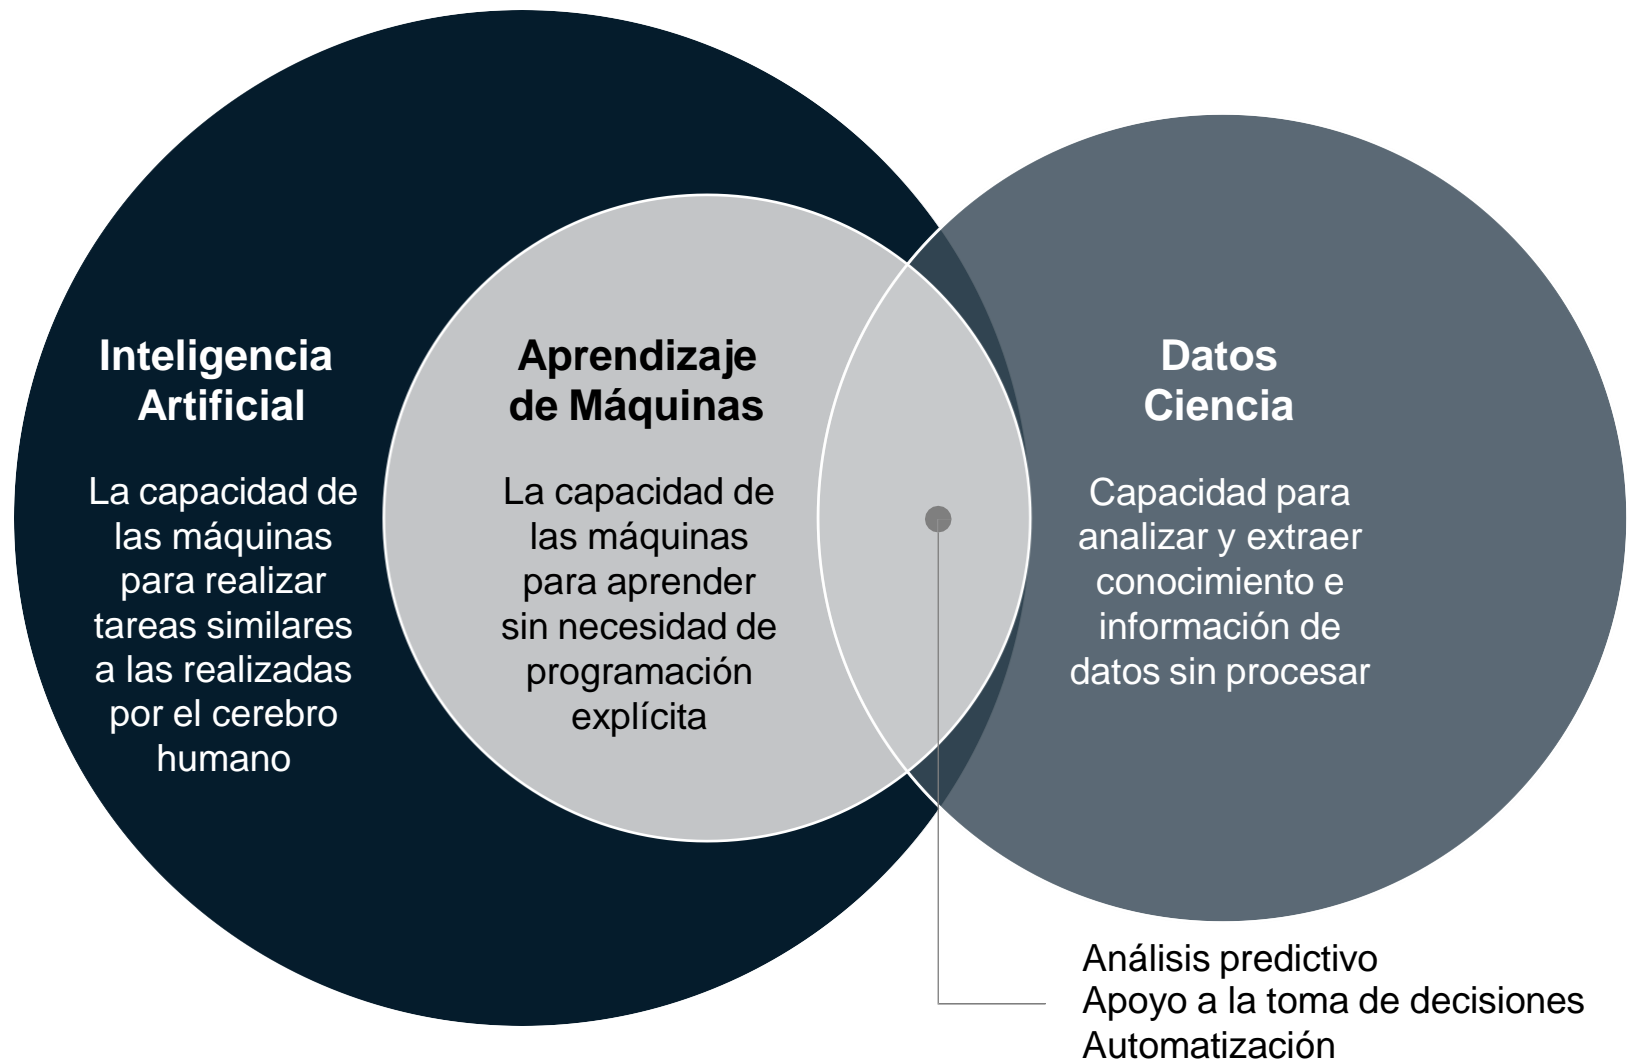 Inteligencia
Artificial
La capacidad de
las máquinas
para realizar
tareas similares
a las realizadas
por el cerebro
humano
Aprendizaje
de Máquinas
La capacidad de
las máquinas
para aprender
sin necesidad de
programación
explícita
Datos
Ciencia
Capacidad para
analizar y extraer
conocimiento e
información de
datos sin procesar
Análisis predictivo
Apoyo a la toma de decisiones
Automatización